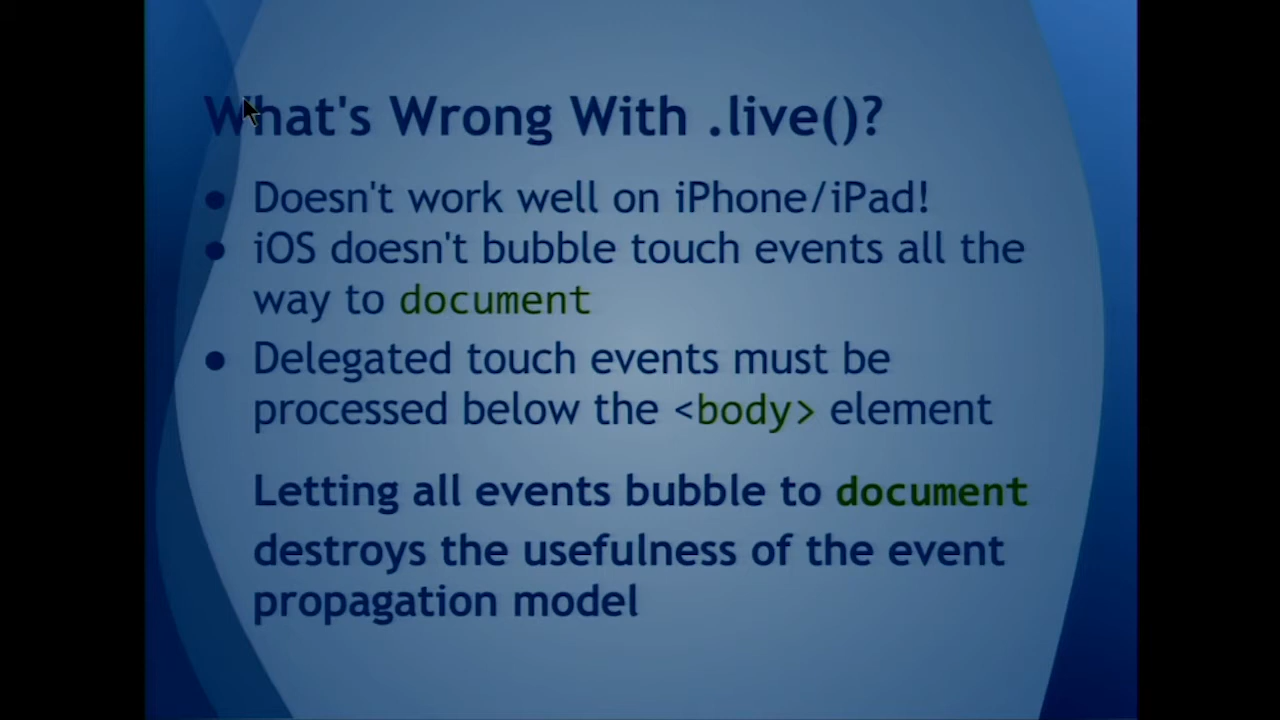 What's Wrong With .live()?
● Doesn't work well on iPhone/iPad!
● iOS doesn't bubble touch events all the
way to document
● Delegated touch events must be
processed below the <body> element
Letting all events bubble to document
destroys the usefulness of the event
propagation model